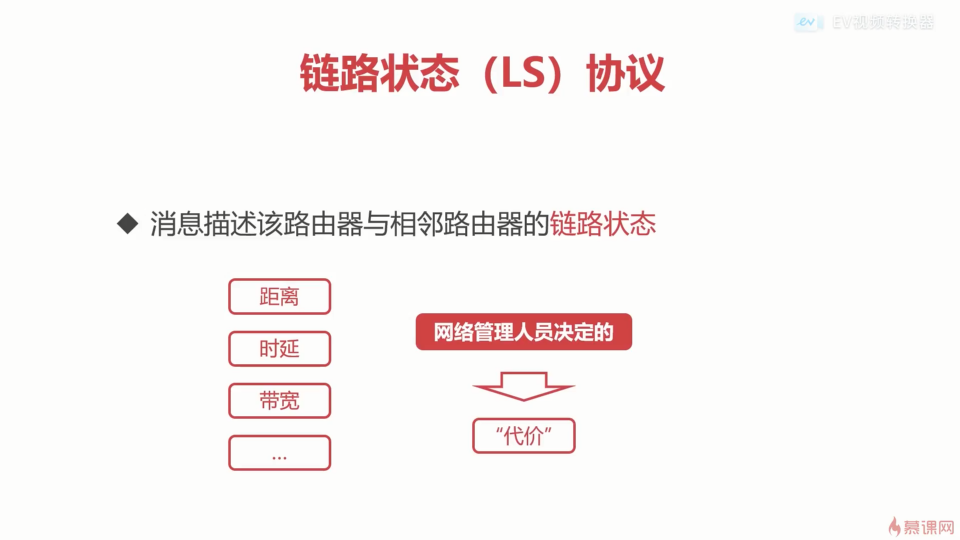 EV视频转换器
链路状态（LS）协议
◆ 消息描述该路由器与相邻路由器的链路状态
距离
时延
带宽
...
网络管理人员决定的
“代价”
慕课网